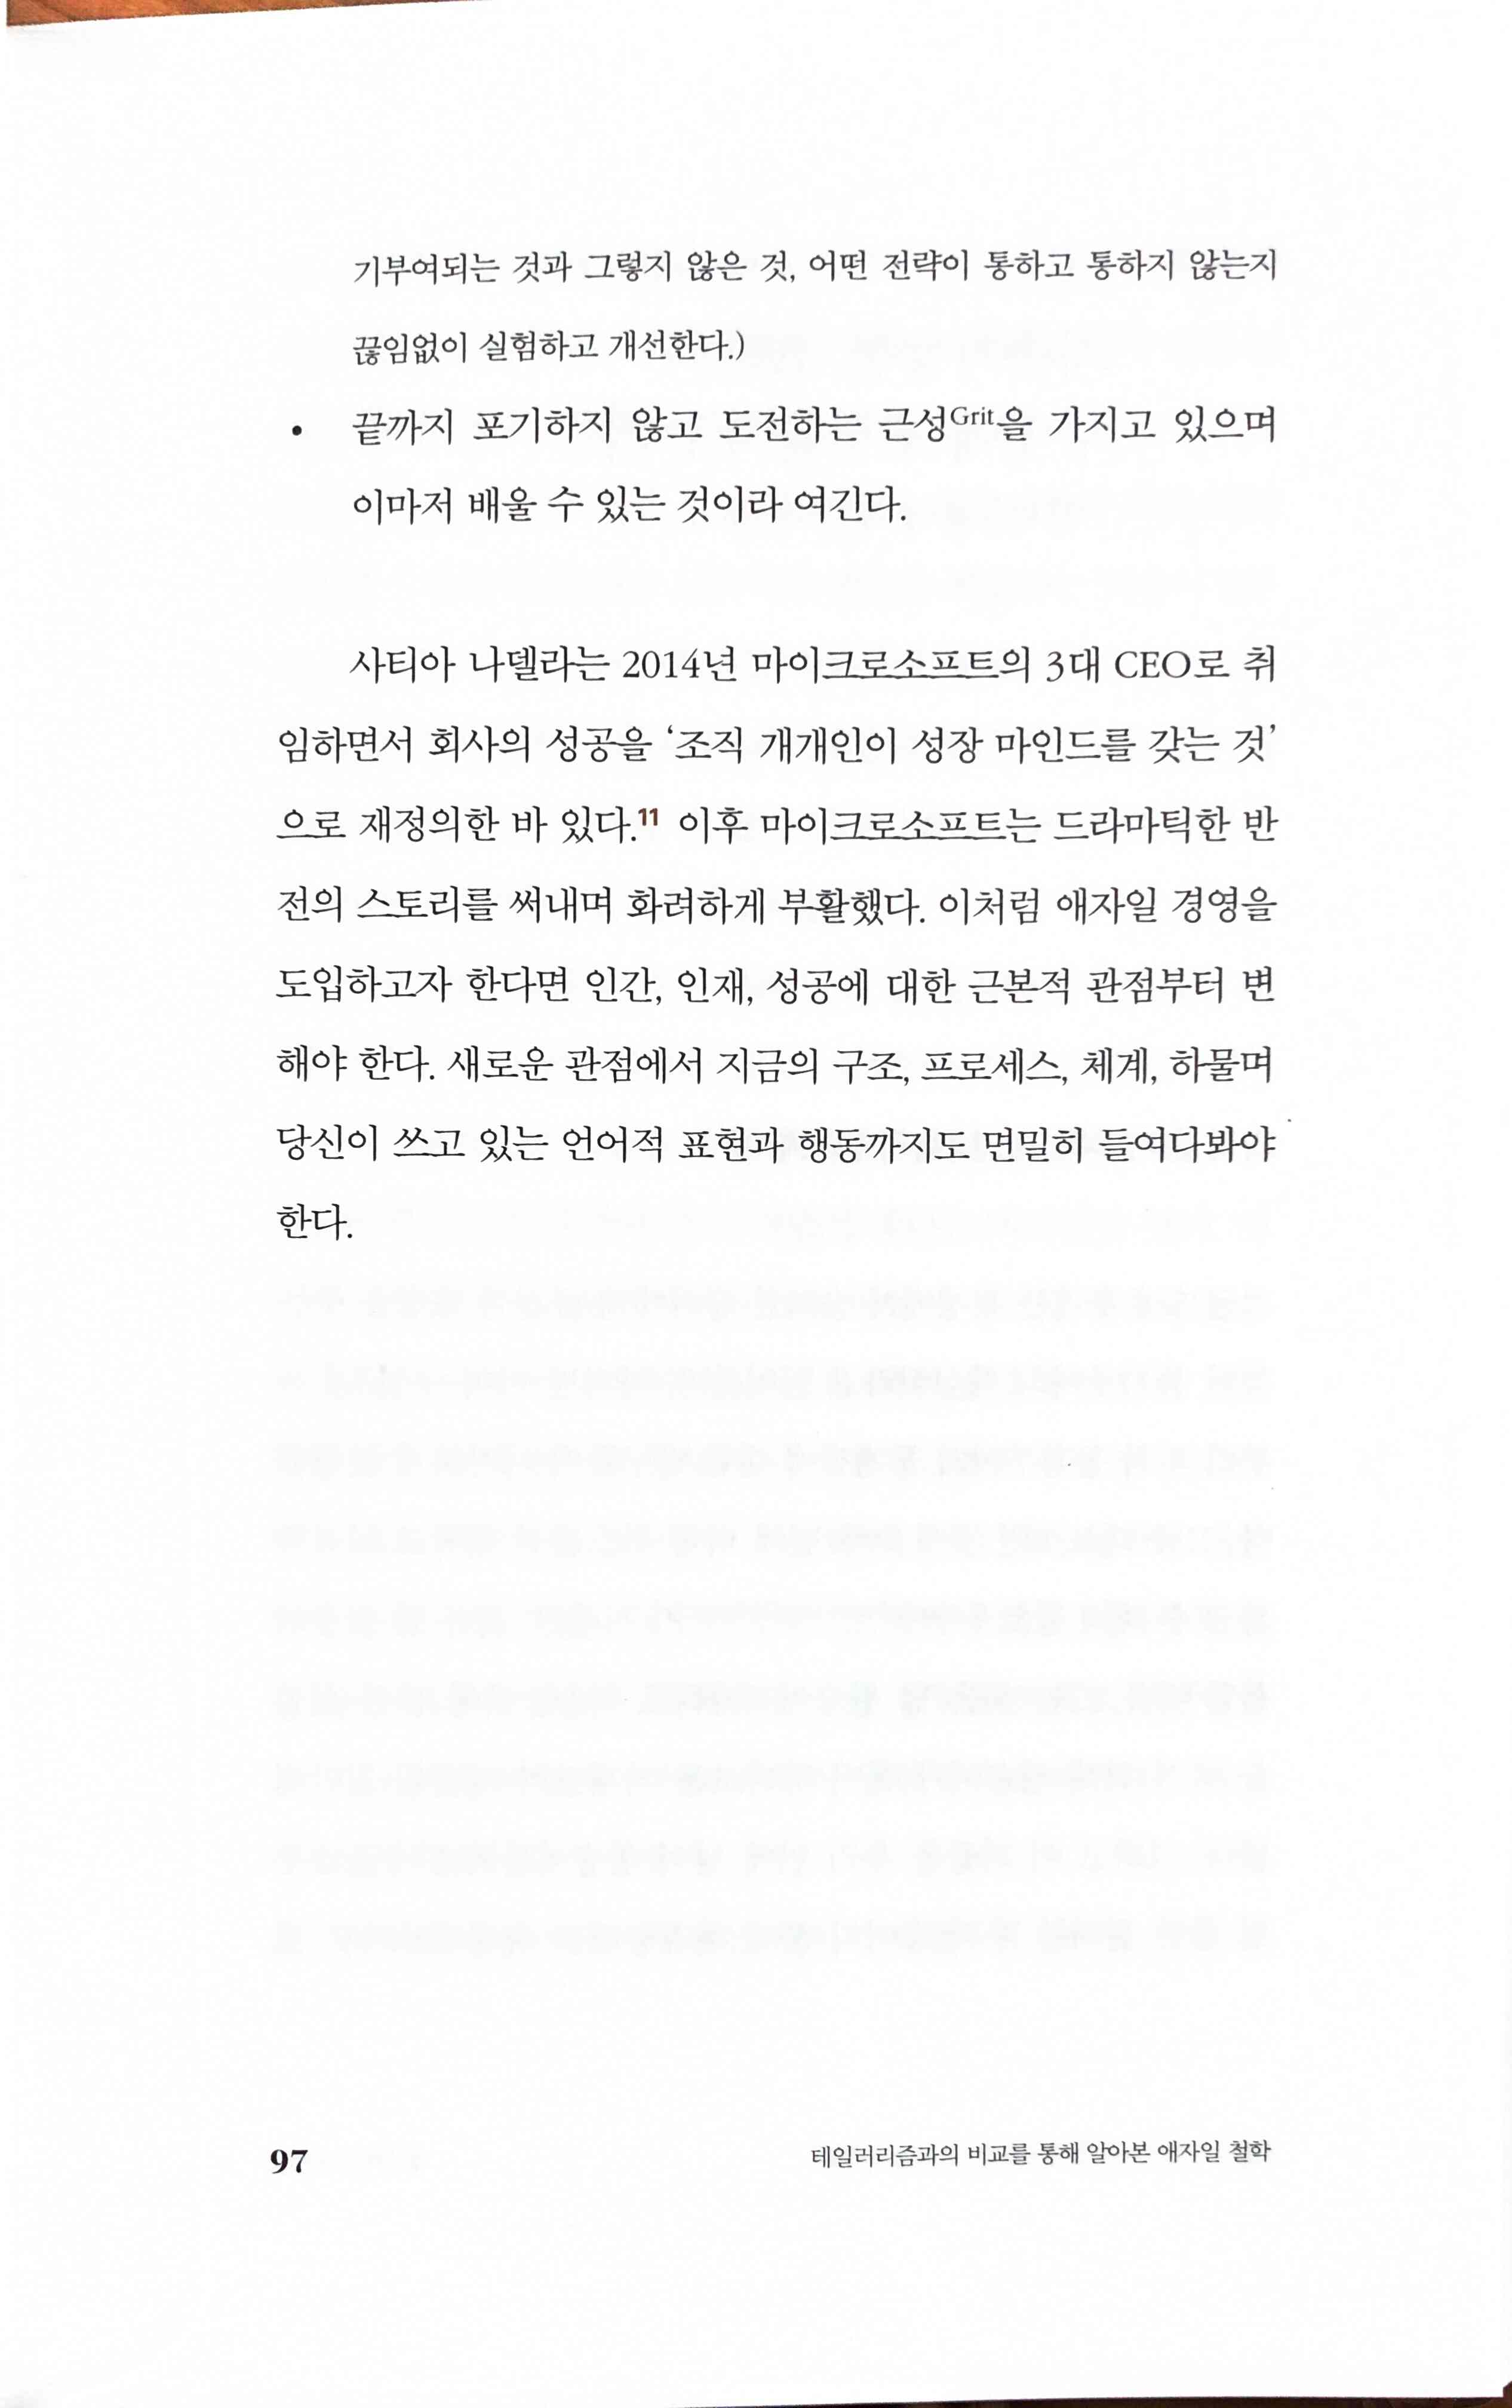 기부여되는 것과 그렇지 않은 것, 어떤 전략이 통하고 통하지 않는지
끊임없이 실험하고 개선한다.)
• 끝까지 포기하지 않고 도전하는 근성Grit을 가지고 있으며
이마저 배울 수 있는 것이라 여긴다.
사티아 나델라는 2014년 마이크로소프트의 3대 CEO로 취
임하면서 회사의 성공을 ‘조직 개개인이 성장 마인드를 갖는 것’
으로 재정의한 바 있다.11 이후 마이크로소프트는 드라마틱한 반
전의 스토리를 써내며 화려하게 부활했다. 이처럼 애자일 경영을
도입하고자 한다면 인간, 인재, 성공에 대한 근본적 관점부터 변
해야 한다. 새로운 관점에서 지금의 구조, 프로세스, 체계, 하물며
당신이 쓰고 있는 언어적 표현과 행동까지도 면밀히 들여다봐야
한다.
97 테일러리즘과의 비교를 통해 알아본 애자일 철학